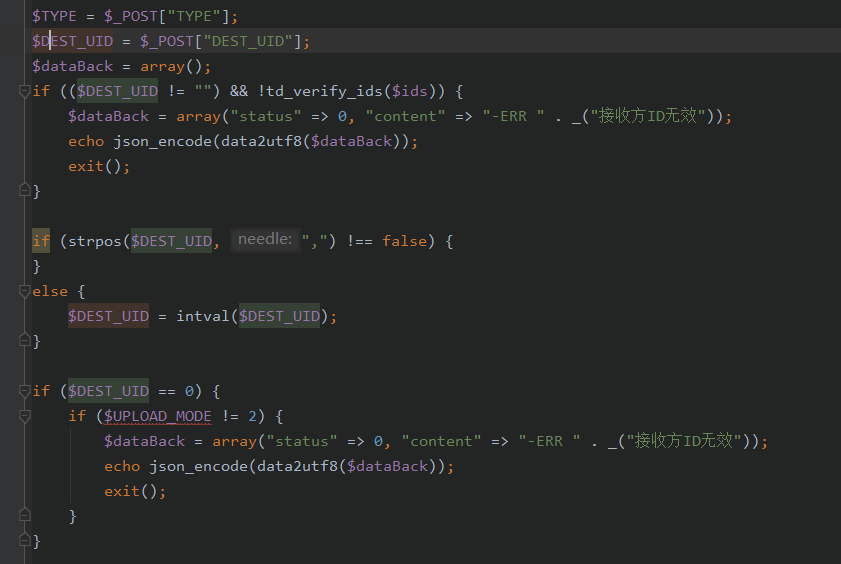 $TYPE = $_POST["TYPE"];
$DEST_UID = $_POST["DEST_UID"];
$dataBack = array();
if (($DEST_UID != "") && !td_verify_ids($ids)) {
    $dataBack = array("status" => 0, "content" => "-ERR " . _("接收方ID无效"));
    echo json_encode(data2utf8($dataBack));
    exit();
}
if (strpos($DEST_UID, needle: ",") !== false) {
}
else {
    $DEST_UID = intval($DEST_UID);
}
if ($DEST_UID == 0) {
    if ($UPLOAD_MODE != 2) {
        $dataBack = array("status" => 0, "content" => "-ERR " . _("接收方ID无效"));
        echo json_encode(data2utf8($dataBack));
        exit();
    }
}